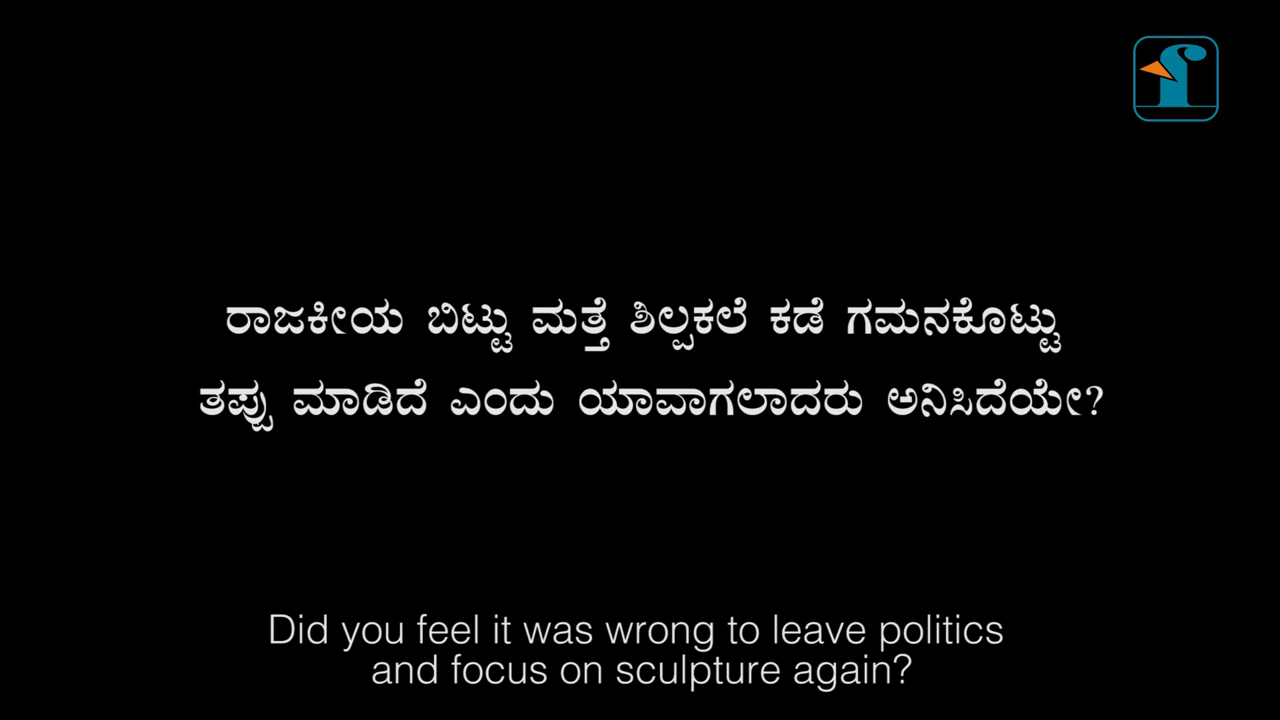 ರಾಜಕೀಯ ಬಿಟ್ಟು ಮತ್ತೆ ಶಿಲ್ಪಕಲೆ ಕಡೆ ಗಮನಕೊಟ್ಟು
ತಪ್ಪು ಮಾಡಿದೆ ಎಂದು ಯಾವಾಗಲಾದರು ಅನಿಸಿದೆಯೇ?
Did you feel it was wrong to leave politics
and focus on sculpture again?